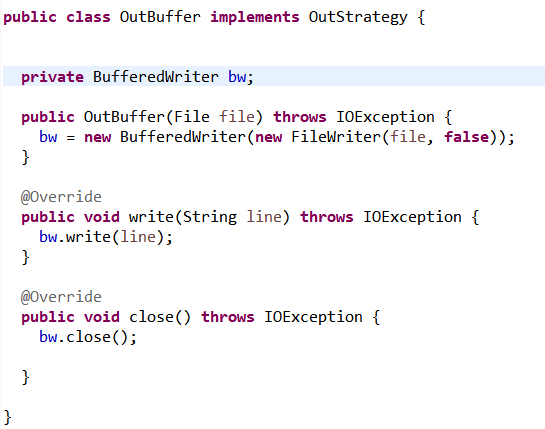 public class OutBuffer implements OutStrategy {
private BufferedWriter bw;
public OutBuffer(File file) throws IOException {
bw = new BufferedWriter(new FileWriter(file, false));
}
@Override
public void write(String line) throws IOException {
bw.write(line);
}
@Override
public void close() throws IOException {
bw.close();
}
}